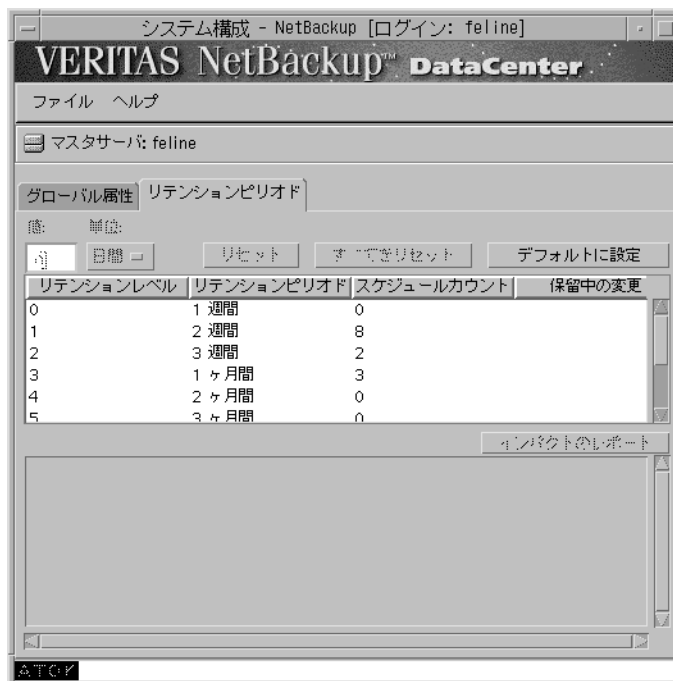 システム構成 - NetBackup [ログイン: feline]
VERITAS NetBackup™ DataCenter
ファイル ヘルプ
マスタサーバ: feline
グローバル属性 リテンションピリオド
値: 単位:
日間 リセット すべてをリセット デフォルトに設定
リテンションレベル リテンションピリオド スケジュールカウント 保留中の変更
0 1 週間 0
1 2 週間 8
2 3 週間 2
3 1 ヶ月間 3
4 2 ヶ月間 0
5 3 ヶ月間 0
インパクトのレポート
ATOK